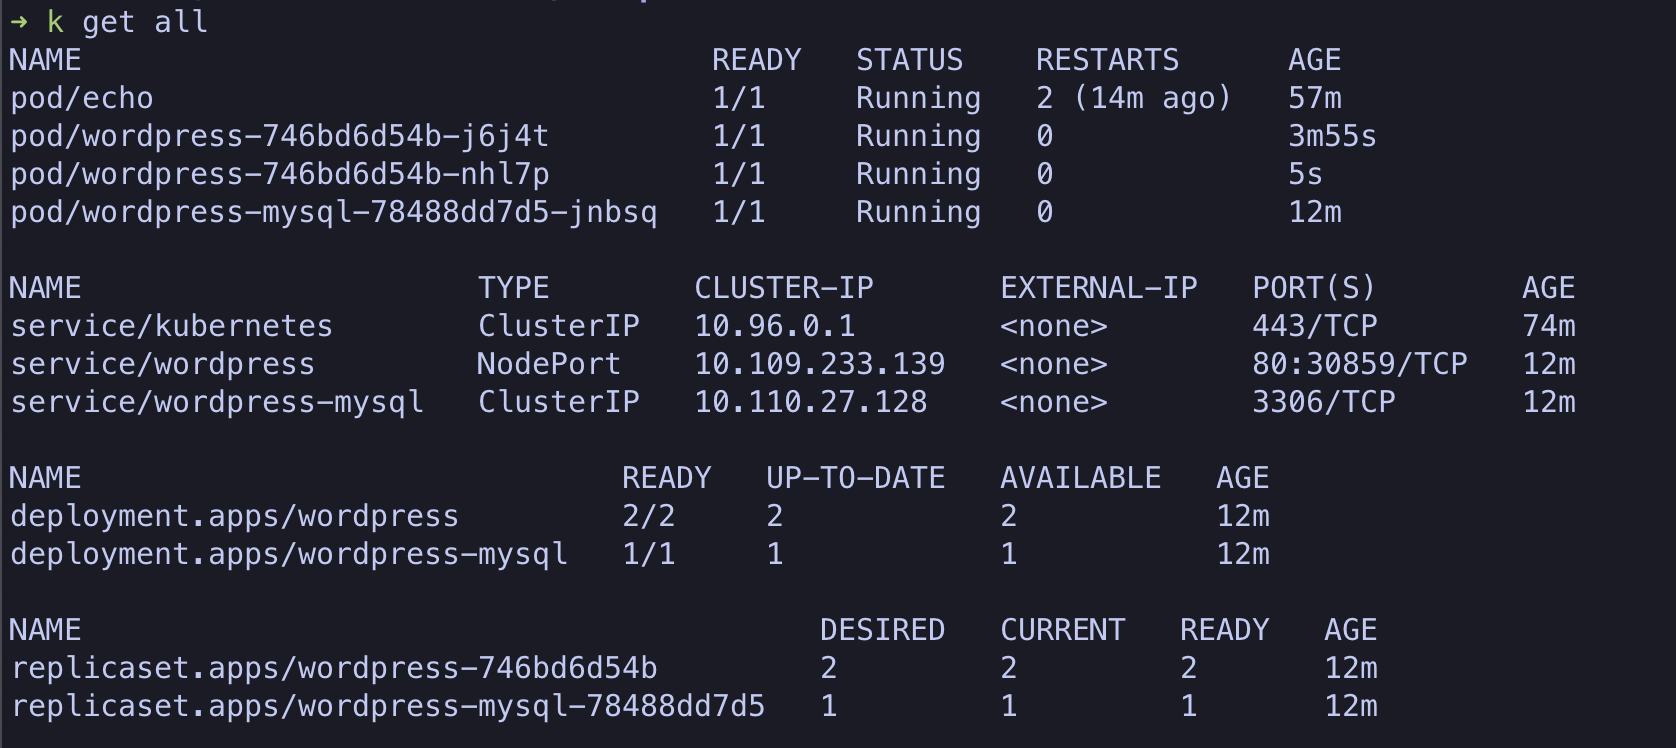 ➜ k get all
NAME                                   READY   STATUS    RESTARTS      AGE
pod/echo                               1/1     Running   2 (14m ago)   57m
pod/wordpress-746bd6d54b-j6j4t         1/1     Running   0             3m55s
pod/wordpress-746bd6d54b-nhl7p         1/1     Running   0             5s
pod/wordpress-mysql-78488dd7d5-jnbsq   1/1     Running   0             12m

NAME                      TYPE        CLUSTER-IP       EXTERNAL-IP   PORT(S)        AGE
service/kubernetes        ClusterIP   10.96.0.1        <none>        443/TCP        74m
service/wordpress         NodePort    10.109.233.139   <none>        80:30859/TCP   12m
service/wordpress-mysql   ClusterIP   10.110.27.128    <none>        3306/TCP       12m

NAME                              READY   UP-TO-DATE   AVAILABLE   AGE
deployment.apps/wordpress         2/2     2            2           12m
deployment.apps/wordpress-mysql   1/1     1            1           12m

NAME                                         DESIRED   CURRENT   READY   AGE
replicaset.apps/wordpress-746bd6d54b         2         2         2       12m
replicaset.apps/wordpress-mysql-78488dd7d5   1         1         1       12m